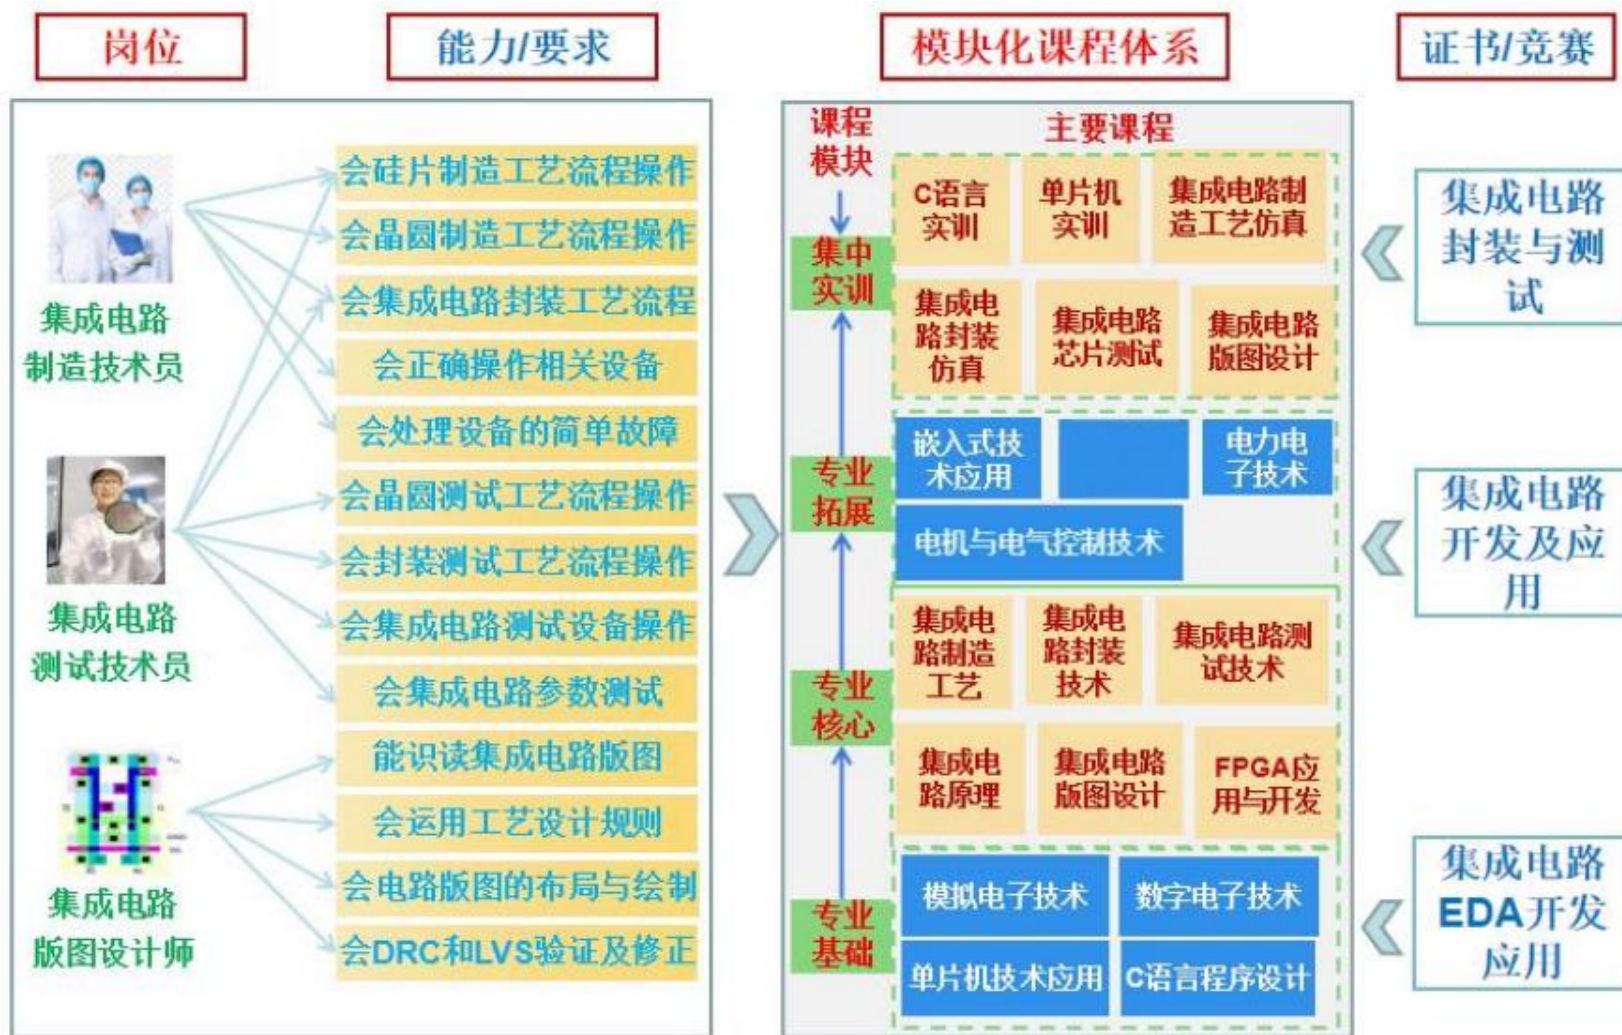 岗位
能力/要求
模块化课程体系
证书/竞赛
集成电路
制造技术员
集成电路
测试技术员
集成电路
版图设计师
会硅片制造工艺流程操作
会晶圆制造工艺流程操作
会集成电路封装工艺流程
会正确操作相关设备
会处理设备的简单故障
会晶圆测试工艺流程操作
会封装测试工艺流程操作
会集成电路测试设备操作
会集成电路参数测试
能识读集成电路版图
会运用工艺设计规则
会电路版图的布局与绘制
会DRC和LVS验证及修正
课程
模块
主要课程
集中
实训
C语言
实训
单片机
实训
集成电路制
造工艺仿真
集成电
路封装
仿真
集成电路
芯片测试
集成电路
版图设计
专业
拓展
嵌入式技
术应用
电力电
子技术
电机与电气控制技术
专业
核心
集成电
路制造
工艺
集成电
路封装
技术
集成电路测
试技术
集成电
路原理
集成电路
版图设计
FPGA应
用与开发
专业
基础
模拟电子技术
数字电子技术
单片机技术应用
C语言程序设计
集成电路
封装与测
试
集成电路
开发及应
用
集成电路
EDA开发
应用